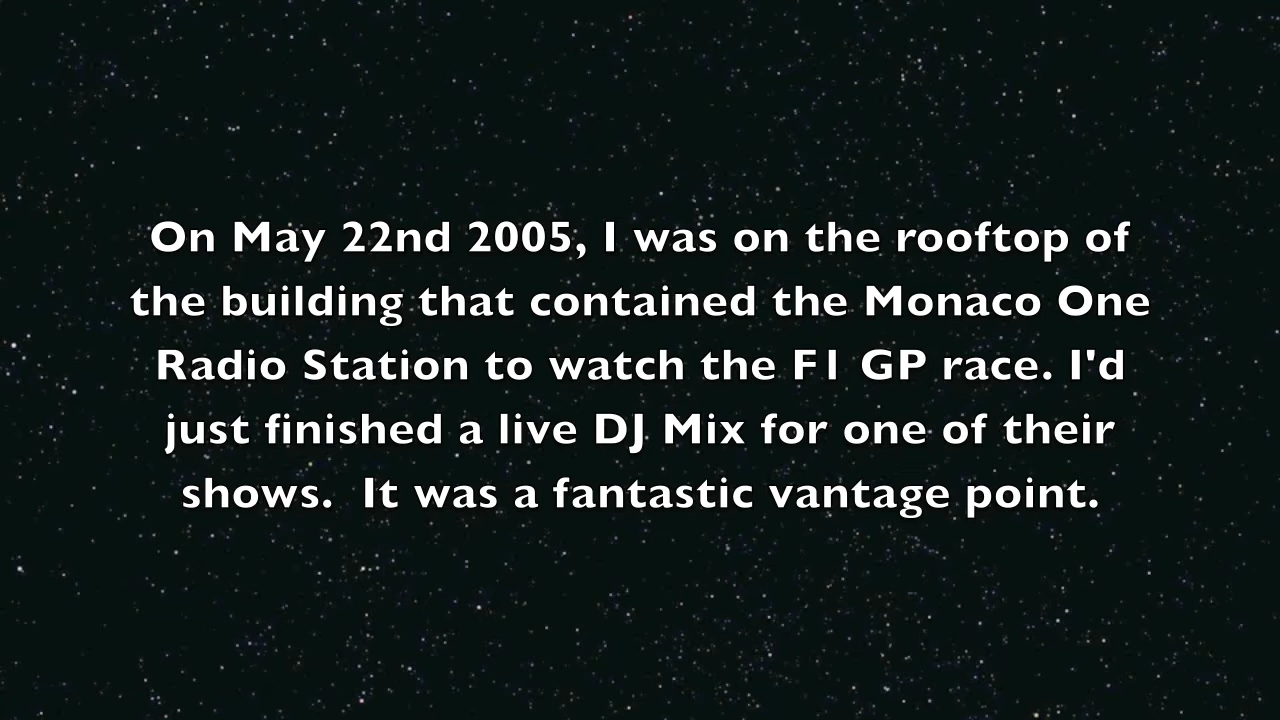 On May 22nd 2005, I was on the rooftop of
the building that contained the Monaco One
Radio Station to watch the F1 GP race. I'd
just finished a live DJ Mix for one of their
shows.  It was a fantastic vantage point.